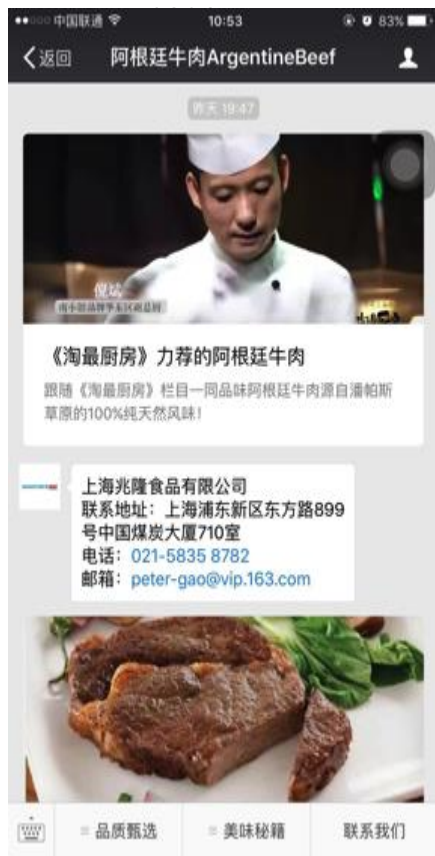 中国联通
10:53
83%
返回
阿根廷牛肉ArgentineBeef
昨天 19:47
倪斌
《淘最厨房》力荐的阿根廷牛肉
跟随《淘最厨房》栏目一同品味阿根廷牛肉源自潘帕斯
草原的100%纯天然风味！
上海兆隆食品有限公司
联系地址：上海浦东新区东方路899
号中国煤炭大厦710室
电话：021-5835 8782
邮箱：peter-gao@vip.163.com
品质甄选
美味秘籍
联系我们